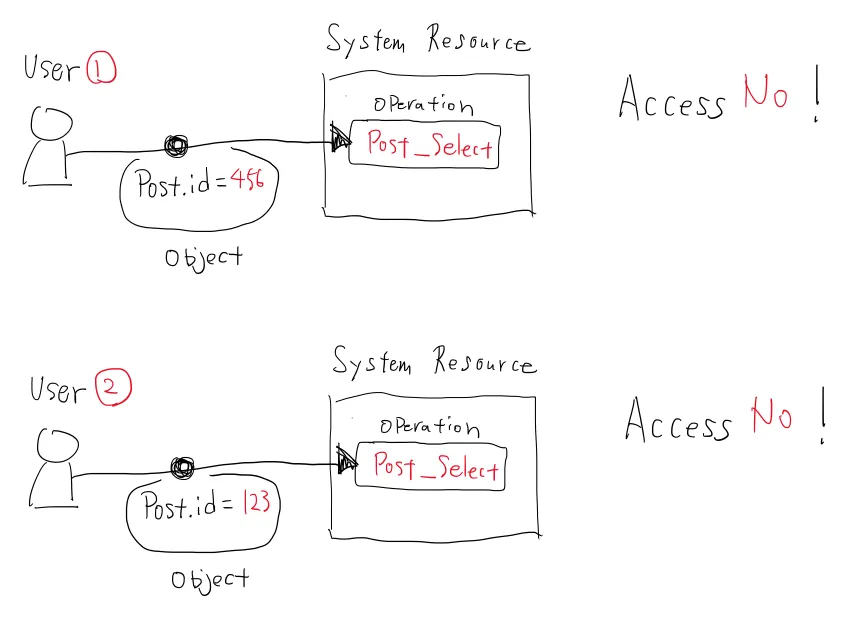 System Resource
User 1
Operation
Access No !
Post_Select
Post.id=456
Object
System Resource
User 2
Operation
Access No !
Post_Select
Post.id=123
Object